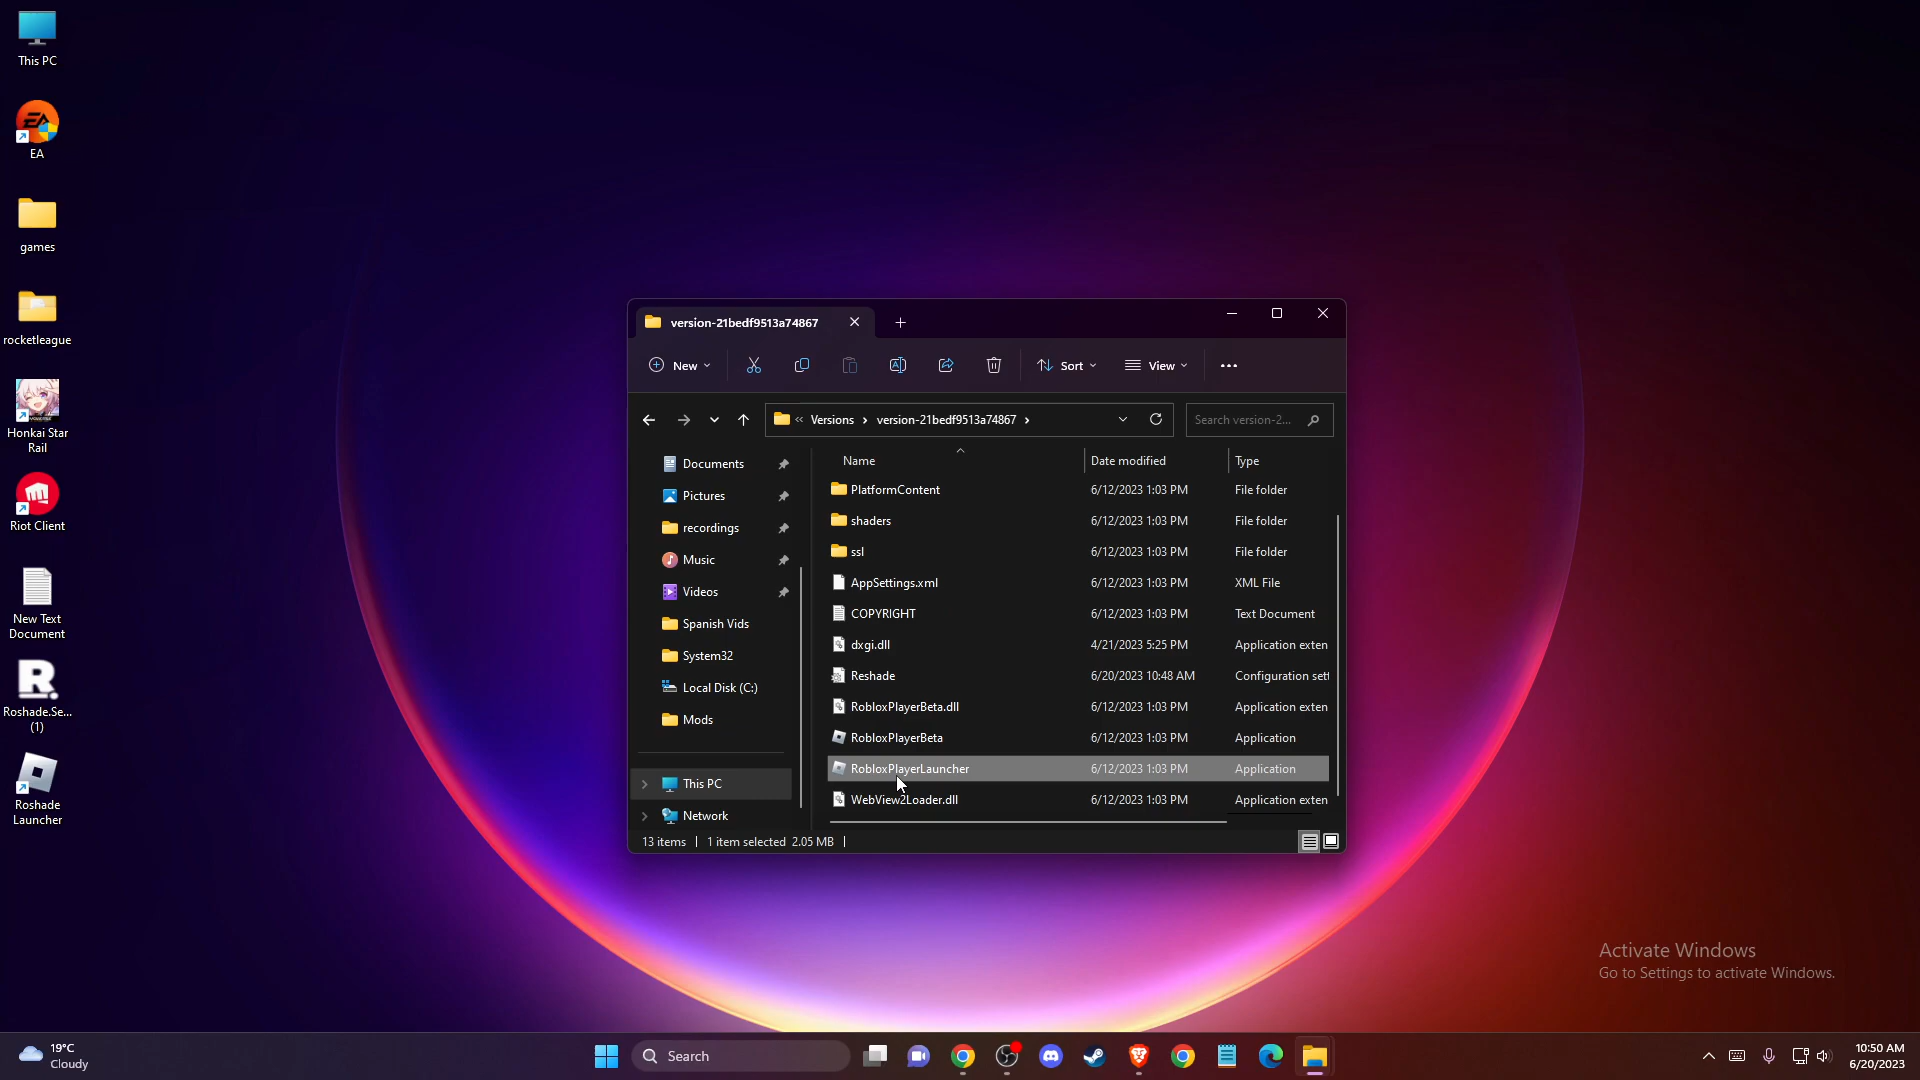 This PC
EA
games
rocketleague
Honkai Star
Rail
Riot Client
New Text
Document
Roshade.Se...
(1)
Roshade
Launcher
version-21bedf9513a74867
New
Sort
View
Versions
version-21bedf9513a74867
Search version-2...
Documents
Pictures
recordings
Music
Videos
Spanish Vids
System32
Local Disk (C:)
Mods
This PC
Network
Name Date modified Type
PlatformContent 6/12/2023 1:03 PM File folder
shaders 6/12/2023 1:03 PM File folder
ssl 6/12/2023 1:03 PM File folder
AppSettings.xml 6/12/2023 1:03 PM XML File
COPYRIGHT 6/12/2023 1:03 PM Text Document
dxgi.dll 4/21/2023 5:25 PM Application exten
Reshade 6/20/2023 10:48 AM Configuration sett
RobloxPlayerBeta.dll 6/12/2023 1:03 PM Application exten
RobloxPlayerBeta 6/12/2023 1:03 PM Application
RobloxPlayerLauncher 6/12/2023 1:03 PM Application
WebView2Loader.dll 6/12/2023 1:03 PM Application exten
13 items 1 item selected 2.05 MB
Activate Windows
Go to Settings to activate Windows.
19°C
Cloudy
Search
10:50 AM
6/20/2023